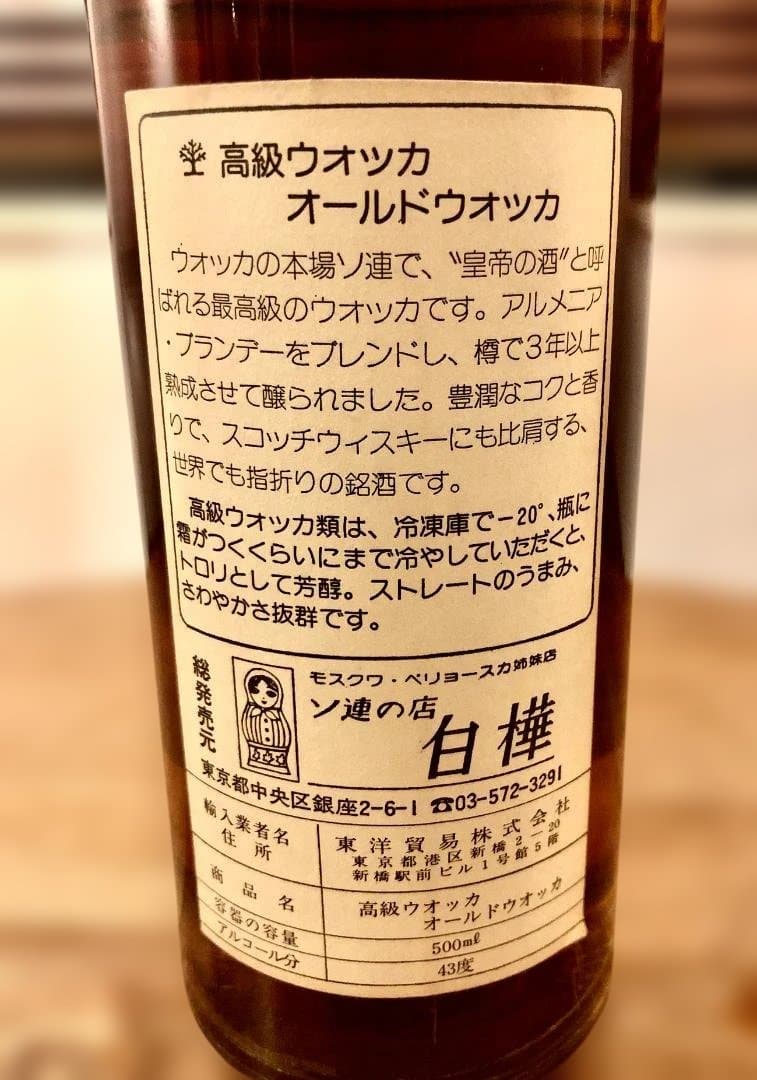 高級ウオツカ
オールドウオッカ
ウオッカの本場ソ連で、〝皇帝の酒〟と呼
ばれる最高級のウオッカです。アルメニア
・ブランデーをブレンドし、樽で3年以上
熟成させて醸られました。豊潤なコクと香
りで、スコッチウィスキーにも比肩する、
世界でも指折りの銘酒です。
高級ウオッカ類は、冷凍庫で−20°、瓶に
霜がつくくらいにまで冷やしていただくと、
トロリとして芳醇。ストレートのうまみ、
さわやかさ抜群です。
総発売元
モスクワ・ベリョースカ姉妹店
ソ連の店
白樺
東京都中央区銀座2-6-1 ☎03-572-3291
輸入業者名
住所
東洋貿易株式会社
東京都港区新橋2−20
新橋駅前ビル1号館5階
商品名
高級ウオッカ
オールドウオッカ
容器の容量
500mℓ
アルコール分
43度